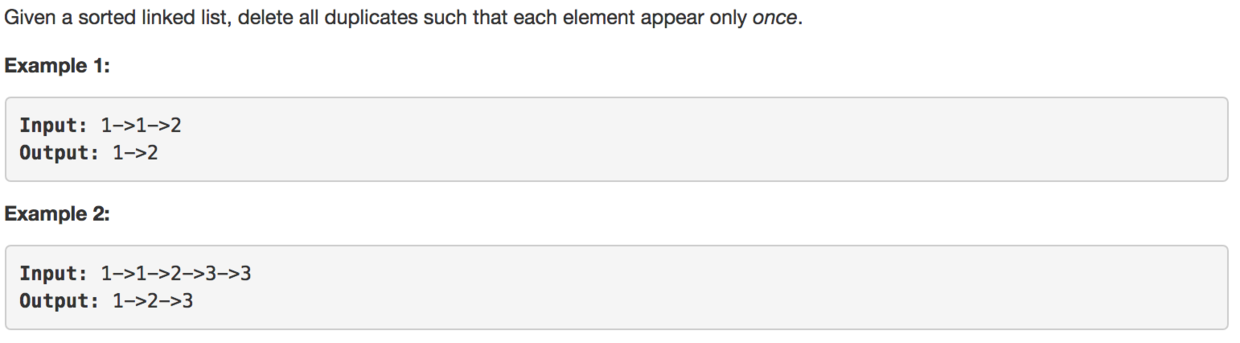 Given a sorted linked list, delete all duplicates such that each element appear only once.
Example 1:
Input: 1->1->2
Output: 1->2
Example 2:
Input: 1->1->2->3->3
Output: 1->2->3